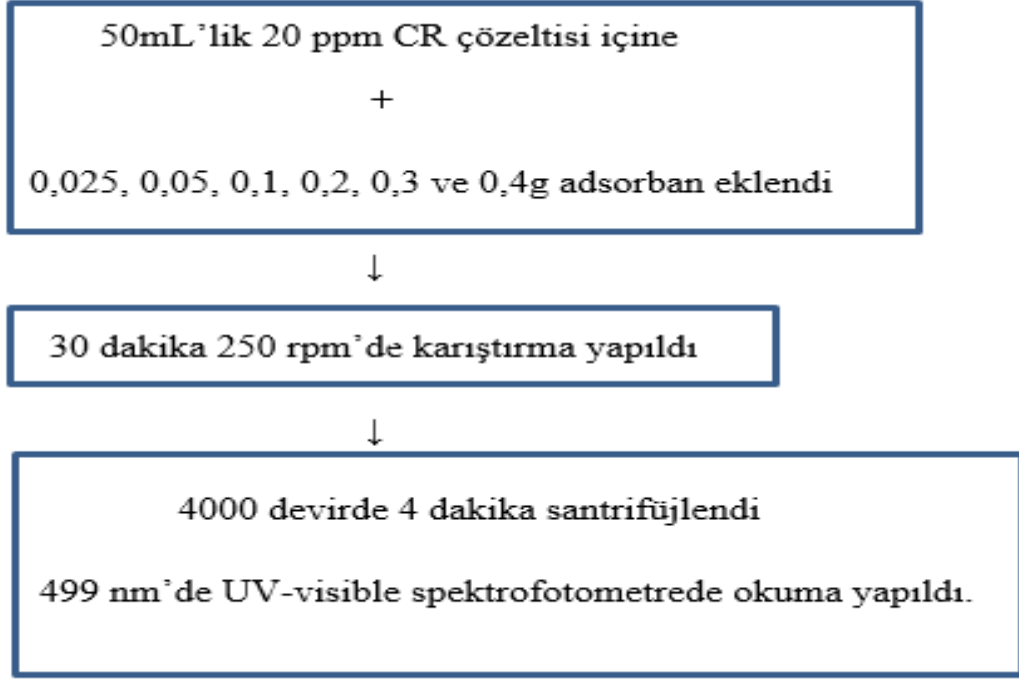 50mL’lik 20 ppm CR çözeltisi içine
+
0,025, 0,05, 0,1, 0,2, 0,3 ve 0,4g adsorban eklendi
↓
30 dakika 250 rpm’de karıştırma yapıldı
↓
4000 devirde 4 dakika santrifüjlendi
499 nm’de UV-visible spektrofotometrede okuma yapıldı.